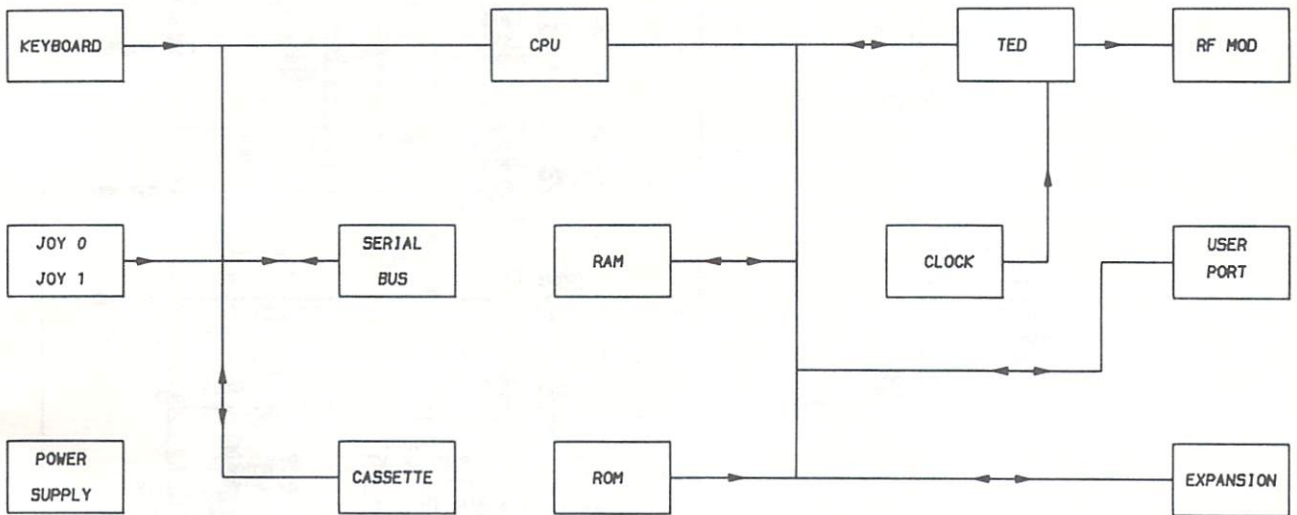 KEYBOARD
CPU
TED
RF MOD
JOY 0
JOY 1
SERIAL
BUS
RAM
CLOCK
USER
PORT
POWER
SUPPLY
CASSETTE
ROM
EXPANSION